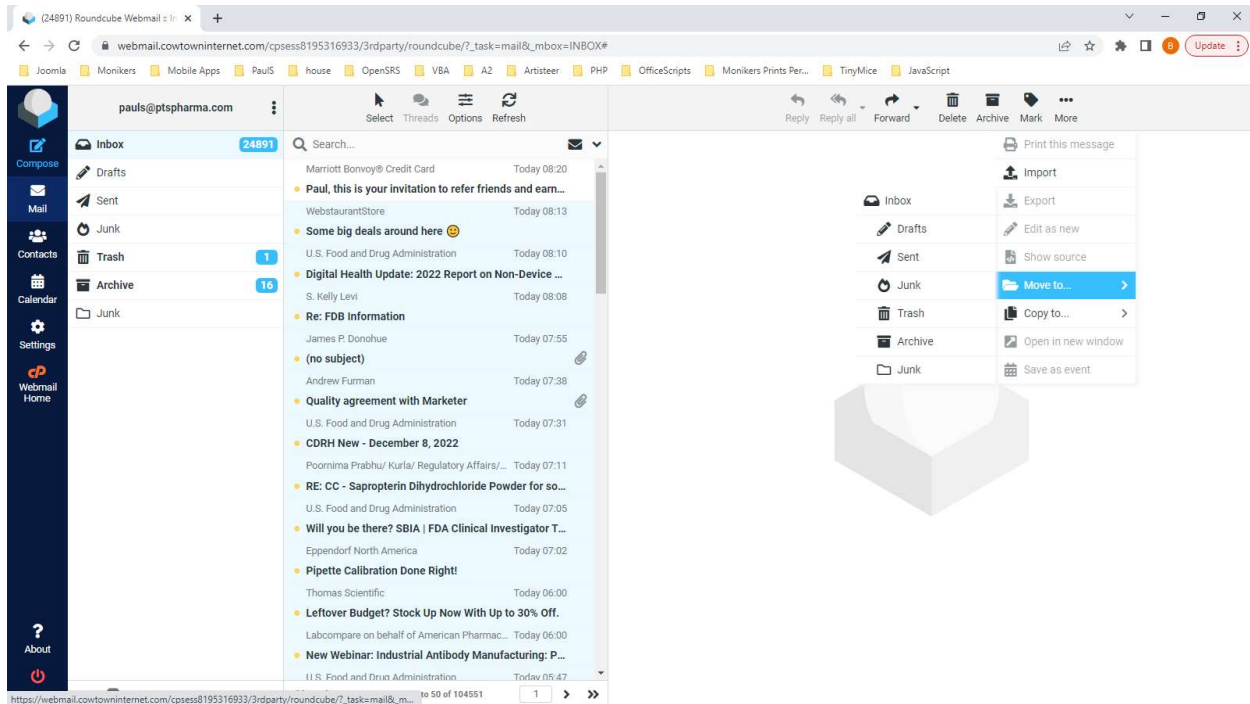 (24891) Roundcube Webmail :: In
webmail.cowtowninternet.com/cpsess8195316933/3rdparty/roundcube/?_task=mail&_mbox=INBOX#
B
Update
Joomla Monikers Mobile Apps PaulS house OpenSRS VBA A2 Artisteer PHP OfficeScripts Monikers Prints Per... TinyMice JavaScript
pauls@ptspharma.com
Select Threads Options Refresh
Reply Reply all Forward Delete Archive Mark More
Compose
Mail
Contacts
Calendar
Settings
cP
Webmail
Home
About
Inbox 24891
Drafts
Sent
Junk
Trash 1
Archive 16
Junk
Search...
Marriott Bonvoy® Credit Card Today 08:20
Paul, this is your invitation to refer friends and earn...
WebstaurantStore Today 08:13
Some big deals around here 🙂
U.S. Food and Drug Administration Today 08:10
Digital Health Update: 2022 Report on Non-Device ...
S. Kelly Levi Today 08:08
Re: FDB Information
James P. Donohue Today 07:55
(no subject)
Andrew Furman Today 07:38
Quality agreement with Marketer
U.S. Food and Drug Administration Today 07:31
CDRH New - December 8, 2022
Poornima Prabhu/ Kurla/ Regulatory Affairs/... Today 07:11
RE: CC - Sapropterin Dihydrochloride Powder for so...
U.S. Food and Drug Administration Today 07:05
Will you be there? SBIA | FDA Clinical Investigator T...
Eppendorf North America Today 07:02
Pipette Calibration Done Right!
Thomas Scientific Today 06:00
Leftover Budget? Stock Up Now With Up to 30% Off.
Labcompare on behalf of American Pharmac... Today 06:00
New Webinar: Industrial Antibody Manufacturing: P...
U.S. Food and Drug Administration Today 05:47
to 50 of 104551 1
Inbox
Drafts
Sent
Junk
Trash
Archive
Junk
Print this message
Import
Export
Edit as new
Show source
Move to...
Copy to...
Open in new window
Save as event
https://webmail.cowtowninternet.com/cpsess8195316933/3rdparty/roundcube/?_task=mail&_m...